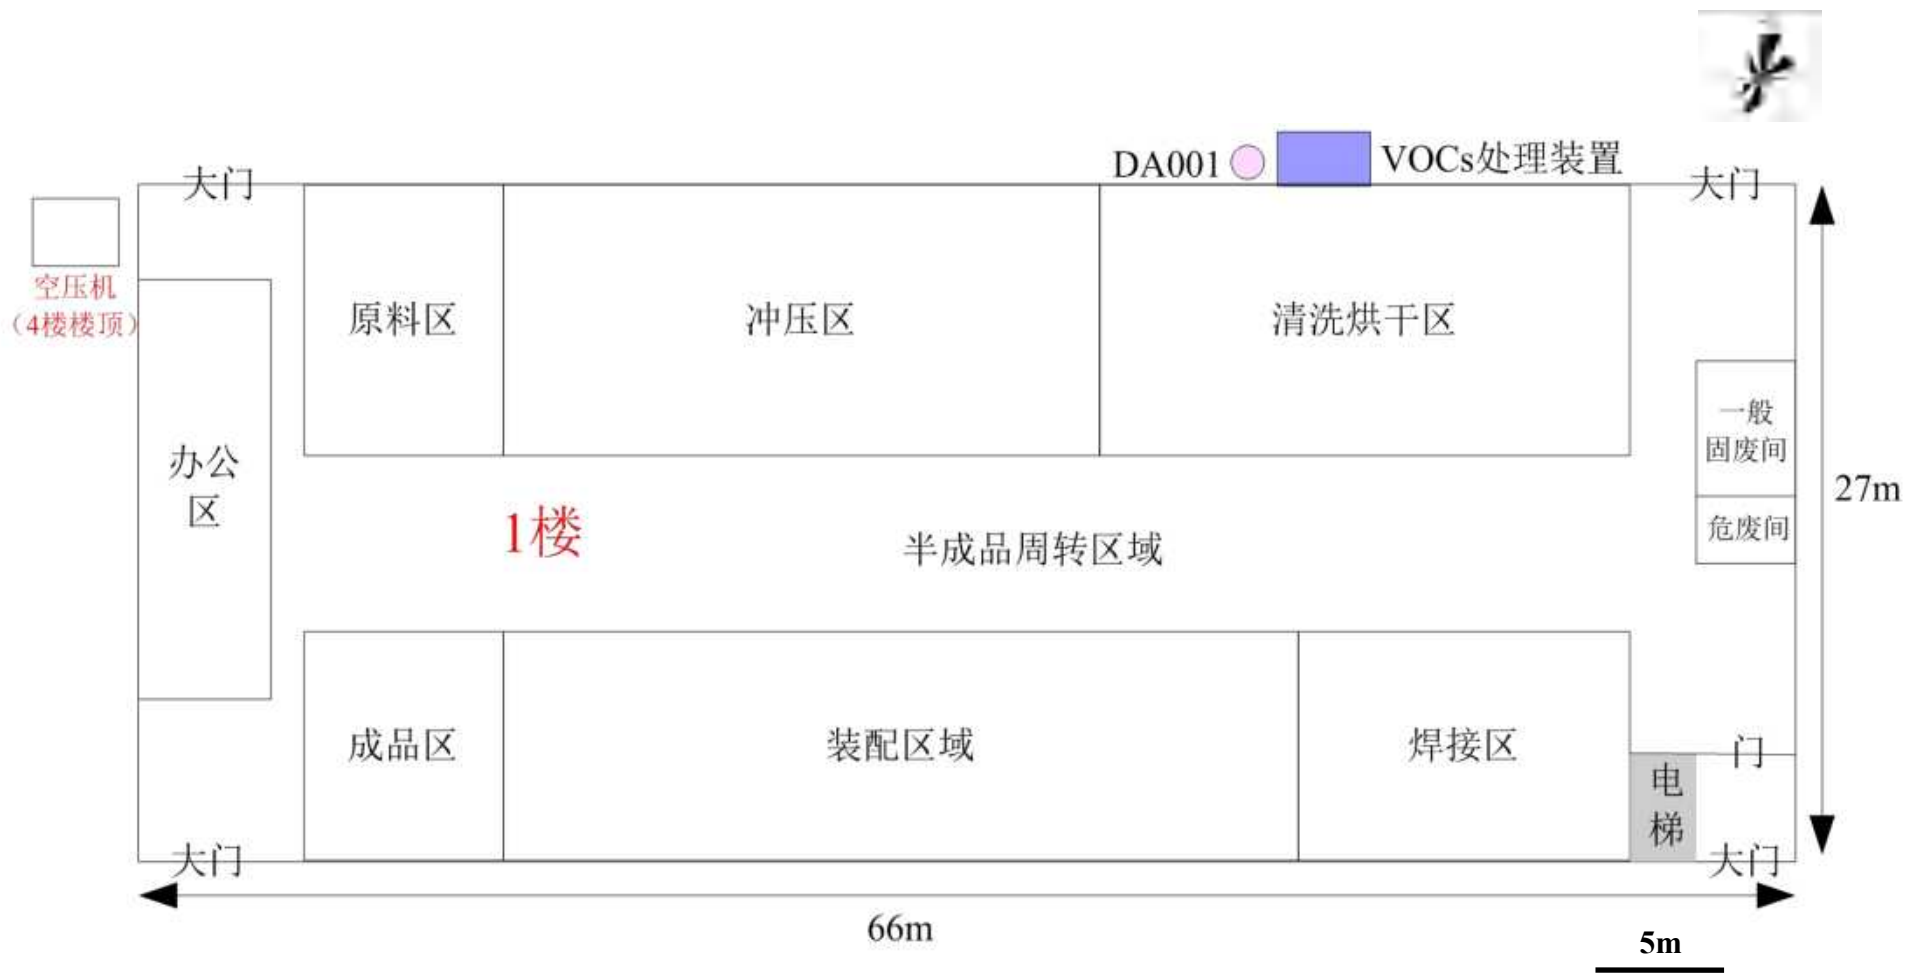 DA001
VOCs处理装置
大门
大门
空压机
（4楼楼顶）
原料区
冲压区
清洗烘干区
一般
固废间
办公
区
27m
1楼
危废间
半成品周转区域
成品区
装配区域
焊接区
门
电
梯
大门
大门
66m
5m